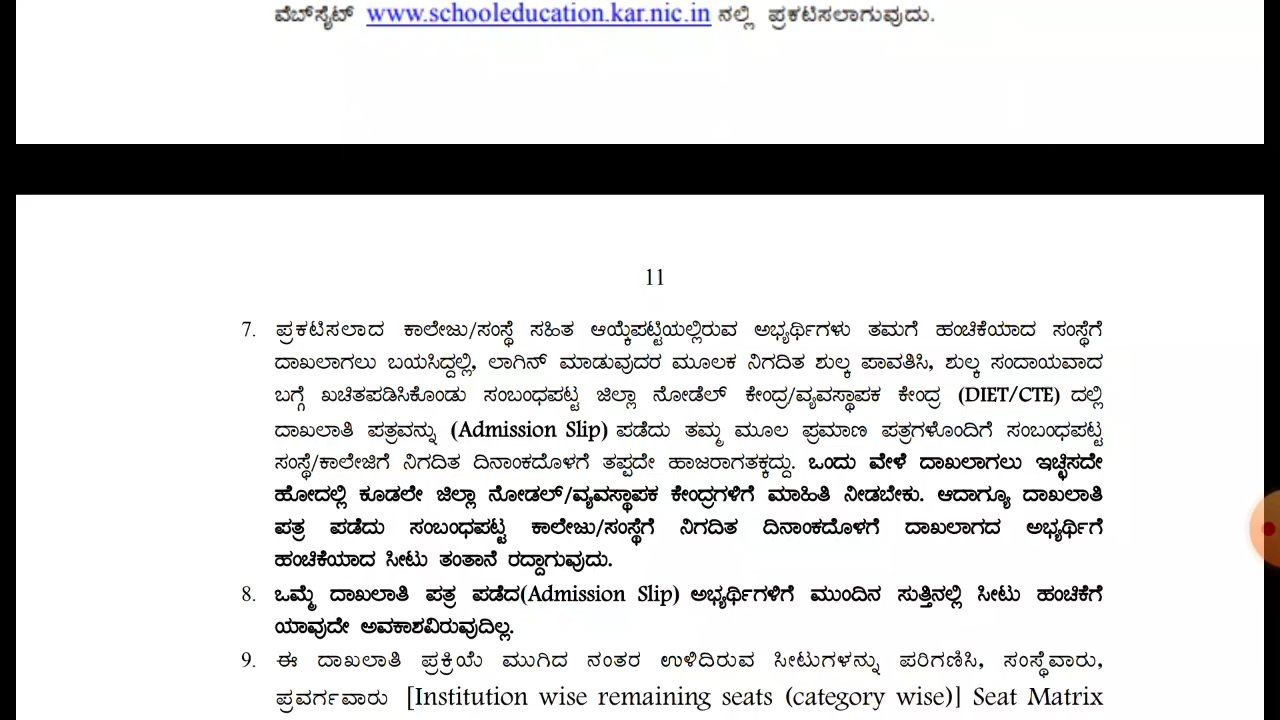 ವೆಬ್‌ಸೈಟ್ www.schooleducation.kar.nic.in ನಲ್ಲಿ ಪ್ರಕಟಿಸಲಾಗುವುದು.
11
7. ಪ್ರಕಟಿಸಲಾದ ಕಾಲೇಜು/ಸಂಸ್ಥೆ ಸಹಿತ ಆಯ್ಕೆಪಟ್ಟಿಯಲ್ಲಿರುವ ಅಭ್ಯರ್ಥಿಗಳು ತಮಗೆ ಹಂಚಿಕೆಯಾದ ಸಂಸ್ಥೆಗೆ
ದಾಖಲಾಗಲು ಬಯಸಿದ್ದಲ್ಲಿ, ಲಾಗಿನ್ ಮಾಡುವುದರ ಮೂಲಕ ನಿಗದಿತ ಶುಲ್ಕ ಪಾವತಿಸಿ, ಶುಲ್ಕ ಸಂದಾಯವಾದ
ಬಗ್ಗೆ ಖಚಿತಪಡಿಸಿಕೊಂಡು ಸಂಬಂಧಪಟ್ಟ ಜಿಲ್ಲಾ ನೋಡೆಲ್ ಕೇಂದ್ರ/ವ್ಯವಸ್ಥಾಪಕ ಕೇಂದ್ರ (DIET/CTE) ದಲ್ಲಿ
ದಾಖಲಾತಿ ಪತ್ರವನ್ನು (Admission Slip) ಪಡೆದು ತಮ್ಮ ಮೂಲ ಪ್ರಮಾಣ ಪತ್ರಗಳೊಂದಿಗೆ ಸಂಬಂಧಪಟ್ಟ
ಸಂಸ್ಥೆ/ಕಾಲೇಜಿಗೆ ನಿಗದಿತ ದಿನಾಂಕದೊಳಗೆ ತಪ್ಪದೇ ಹಾಜರಾಗತಕ್ಕದ್ದು. ಒಂದು ವೇಳೆ ದಾಖಲಾಗಲು ಇಚ್ಛಿಸದೇ
ಹೋದಲ್ಲಿ ಕೂಡಲೇ ಜಿಲ್ಲಾ ನೋಡಲ್/ವ್ಯವಸ್ಥಾಪಕ ಕೇಂದ್ರಗಳಿಗೆ ಮಾಹಿತಿ ನೀಡಬೇಕು. ಆದಾಗ್ಯೂ ದಾಖಲಾತಿ
ಪತ್ರ ಪಡೆದು ಸಂಬಂಧಪಟ್ಟ ಕಾಲೇಜು/ಸಂಸ್ಥೆಗೆ ನಿಗದಿತ ದಿನಾಂಕದೊಳಗೆ ದಾಖಲಾಗದ ಅಭ್ಯರ್ಥಿಗೆ
ಹಂಚಿಕೆಯಾದ ಸೀಟು ತಂತಾನೆ ರದ್ದಾಗುವುದು.
8. ಒಮ್ಮೆ ದಾಖಲಾತಿ ಪತ್ರ ಪಡೆದ(Admission Slip) ಅಭ್ಯರ್ಥಿಗಳಿಗೆ ಮುಂದಿನ ಸುತ್ತಿನಲ್ಲಿ ಸೀಟು ಹಂಚಿಕೆಗೆ
ಯಾವುದೇ ಅವಕಾಶವಿರುವುದಿಲ್ಲ.
9. ಈ ದಾಖಲಾತಿ ಪ್ರಕ್ರಿಯೆ ಮುಗಿದ ನಂತರ ಉಳಿದಿರುವ ಸೀಟುಗಳನ್ನು ಪರಿಗಣಿಸಿ, ಸಂಸ್ಥೆವಾರು,
ಪ್ರವರ್ಗವಾರು [Institution wise remaining seats (category wise)] Seat Matrix